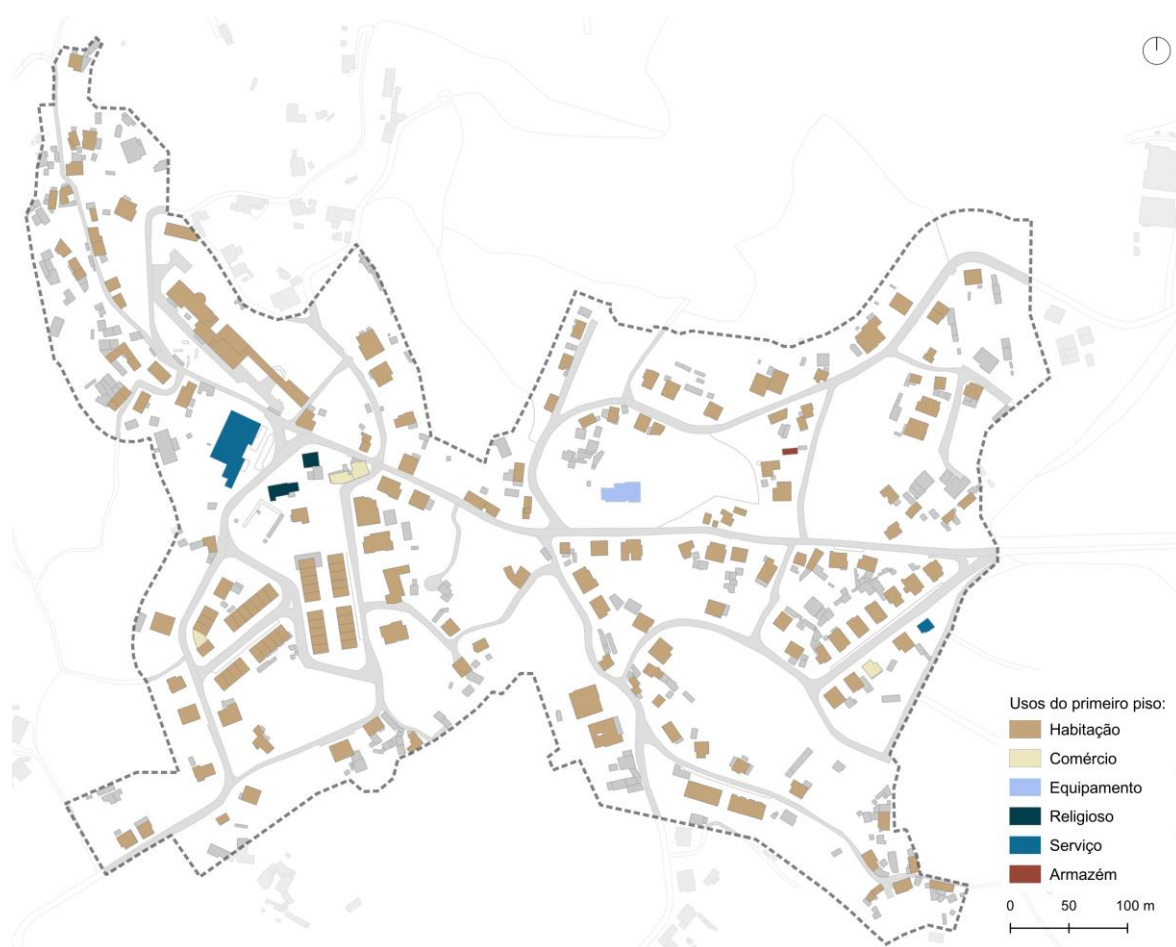 Usos do primeiro piso:
Habitação
Comércio
Equipamento
Religioso
Serviço
Armazém
0 50 100 m